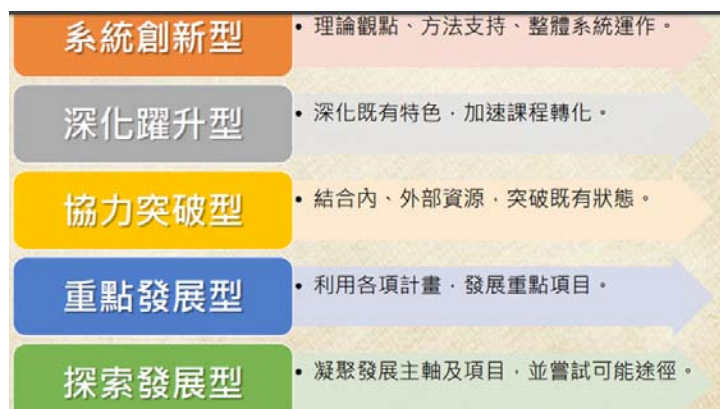 系統創新型
• 理論觀點、方法支持、整體系統運作。
深化躍升型
• 深化既有特色，加速課程轉化。
協力突破型
• 結合內、外部資源，突破既有狀態。
重點發展型
• 利用各項計畫，發展重點項目。
探索發展型
• 凝聚發展主軸及項目，並嘗試可能途徑。